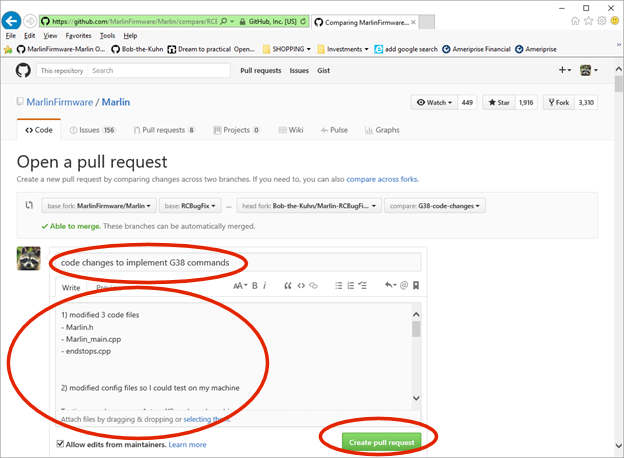 https://github.com/MarlinFirmware/Marlin/compare/RCB
GitHub, Inc. [US]
Comparing MarlinFirmware...
File Edit View Favorites Tools Help
MarlinFirmware-Marlin O... Bob-the-Kuhn Dream to practical Open... SHOPPING Investments add google search Ameriprise Financial Ameriprise
This repository Search Pull requests Issues Gist
MarlinFirmware / Marlin Watch 449 Star 1,916 Fork 3,310
Code Issues 156 Pull requests 8 Projects 0 Wiki Pulse Graphs
Open a pull request
Create a new pull request by comparing changes across two branches. If you need to, you can also compare across forks.
base fork: MarlinFirmware/Marlin base: RCBugFix ... head fork: Bob-the-Kuhn/Marlin-RCBugFi... compare: G38-code-changes
✓ Able to merge. These branches can be automatically merged.
code changes to implement G38 commands
Write AA B i
1) modified 3 code files
- Marlin.h
- Marlin_main.cpp
- endstops.cpp
2) modified config files so I could test on my machine
Attach files by dragging & dropping or selecting
Create pull request
Allow edits from maintainers. Learn more